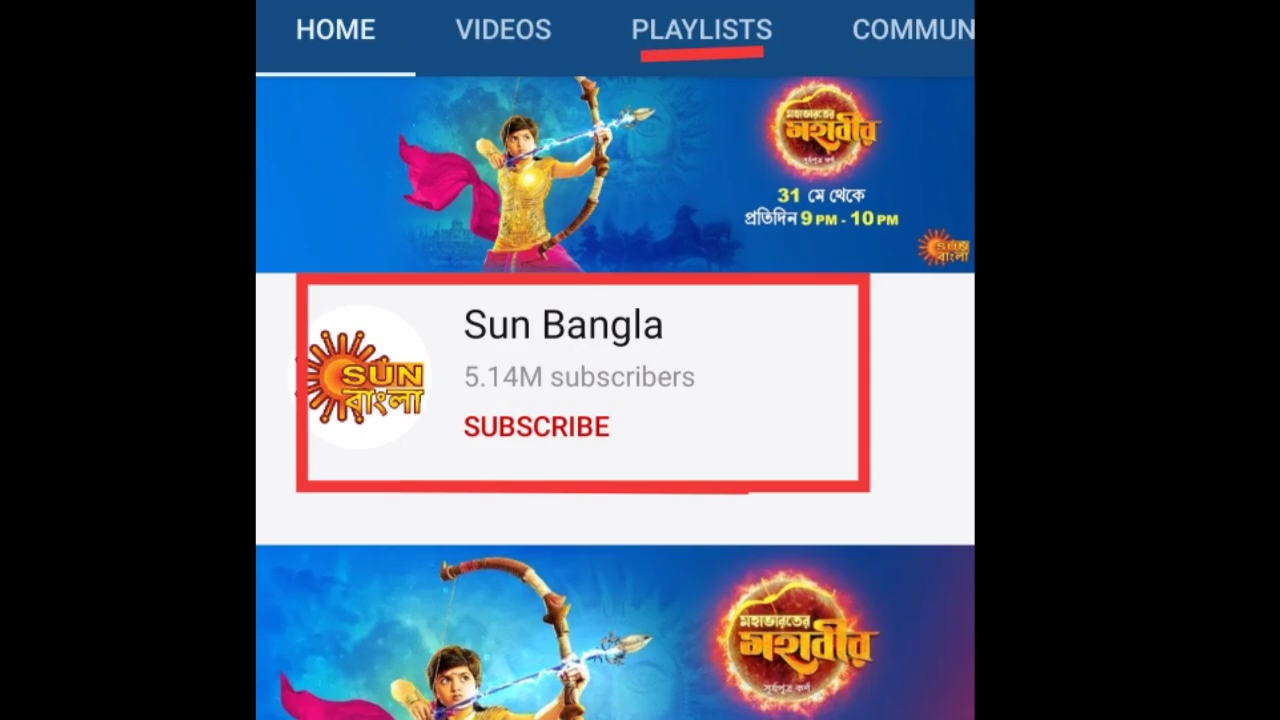 HOME VIDEOS PLAYLISTS COMMUN
মহাভারতের
মহাবীর
সূর্যপুত্র কর্ণ
31 মে থেকে
প্রতিদিন 9 PM - 10 PM
SUN
বাংলা
Sun Bangla
5.14M subscribers
SUBSCRIBE
SUN
বাংলা
মহাভারতের
মহাবীর
সূর্যপুত্র কর্ণ